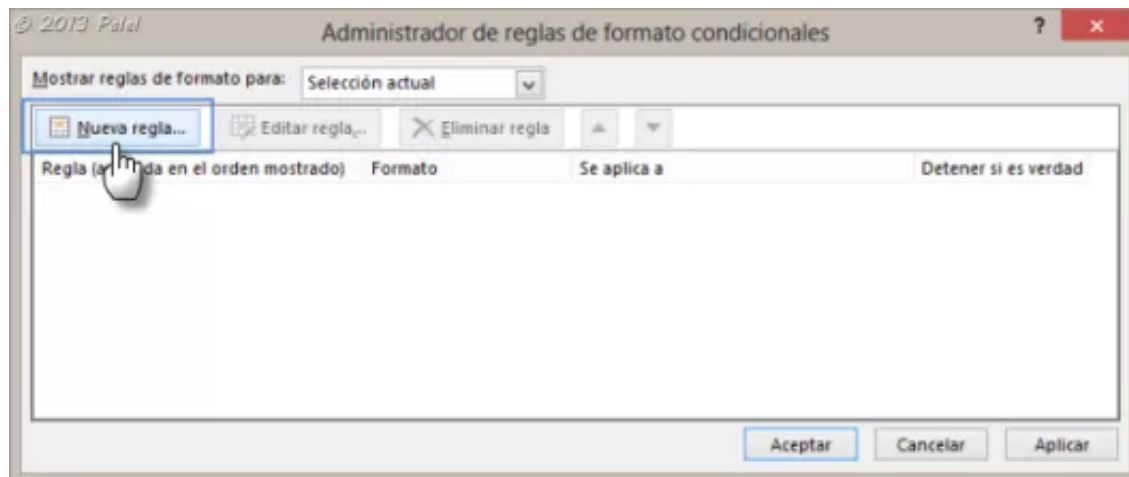 © 2013 Palel
Administrador de reglas de formato condicionales
?
Mostrar reglas de formato para: Selección actual
Nueva regla... Editar regla... Eliminar regla
Regla (a da en el orden mostrado) Formato Se aplica a Detener si es verdad
Aceptar Cancelar Aplicar